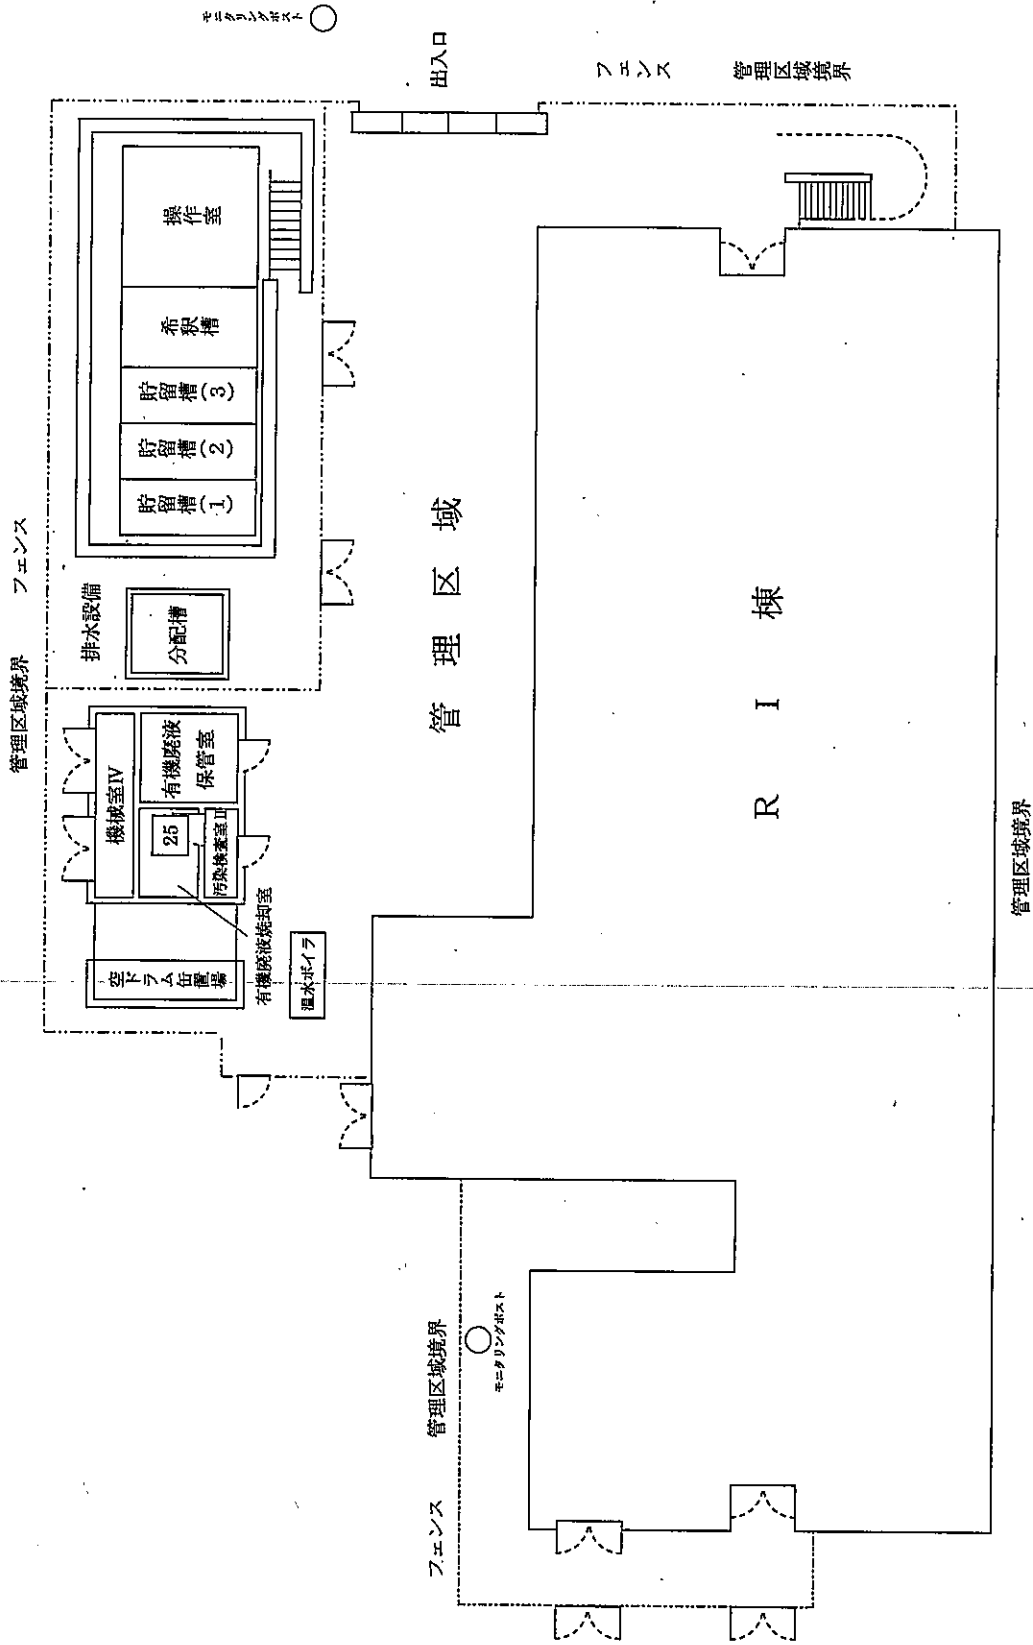 モニタリングポスト
管理区域境界
フェンス
出入口
フェンス
管理区域境界
操作室
希釈槽
貯留槽(3)
貯留槽(2)
貯留槽(1)
排水設備
分配槽
機械室Ⅳ
有機廃液
保管室
25
汚染検査室Ⅱ
有機廃液焼却室
空ドラム缶置場
温水ボイラ
管理区域
RI棟
管理区域境界
フェンス
管理区域境界
モニタリングポスト